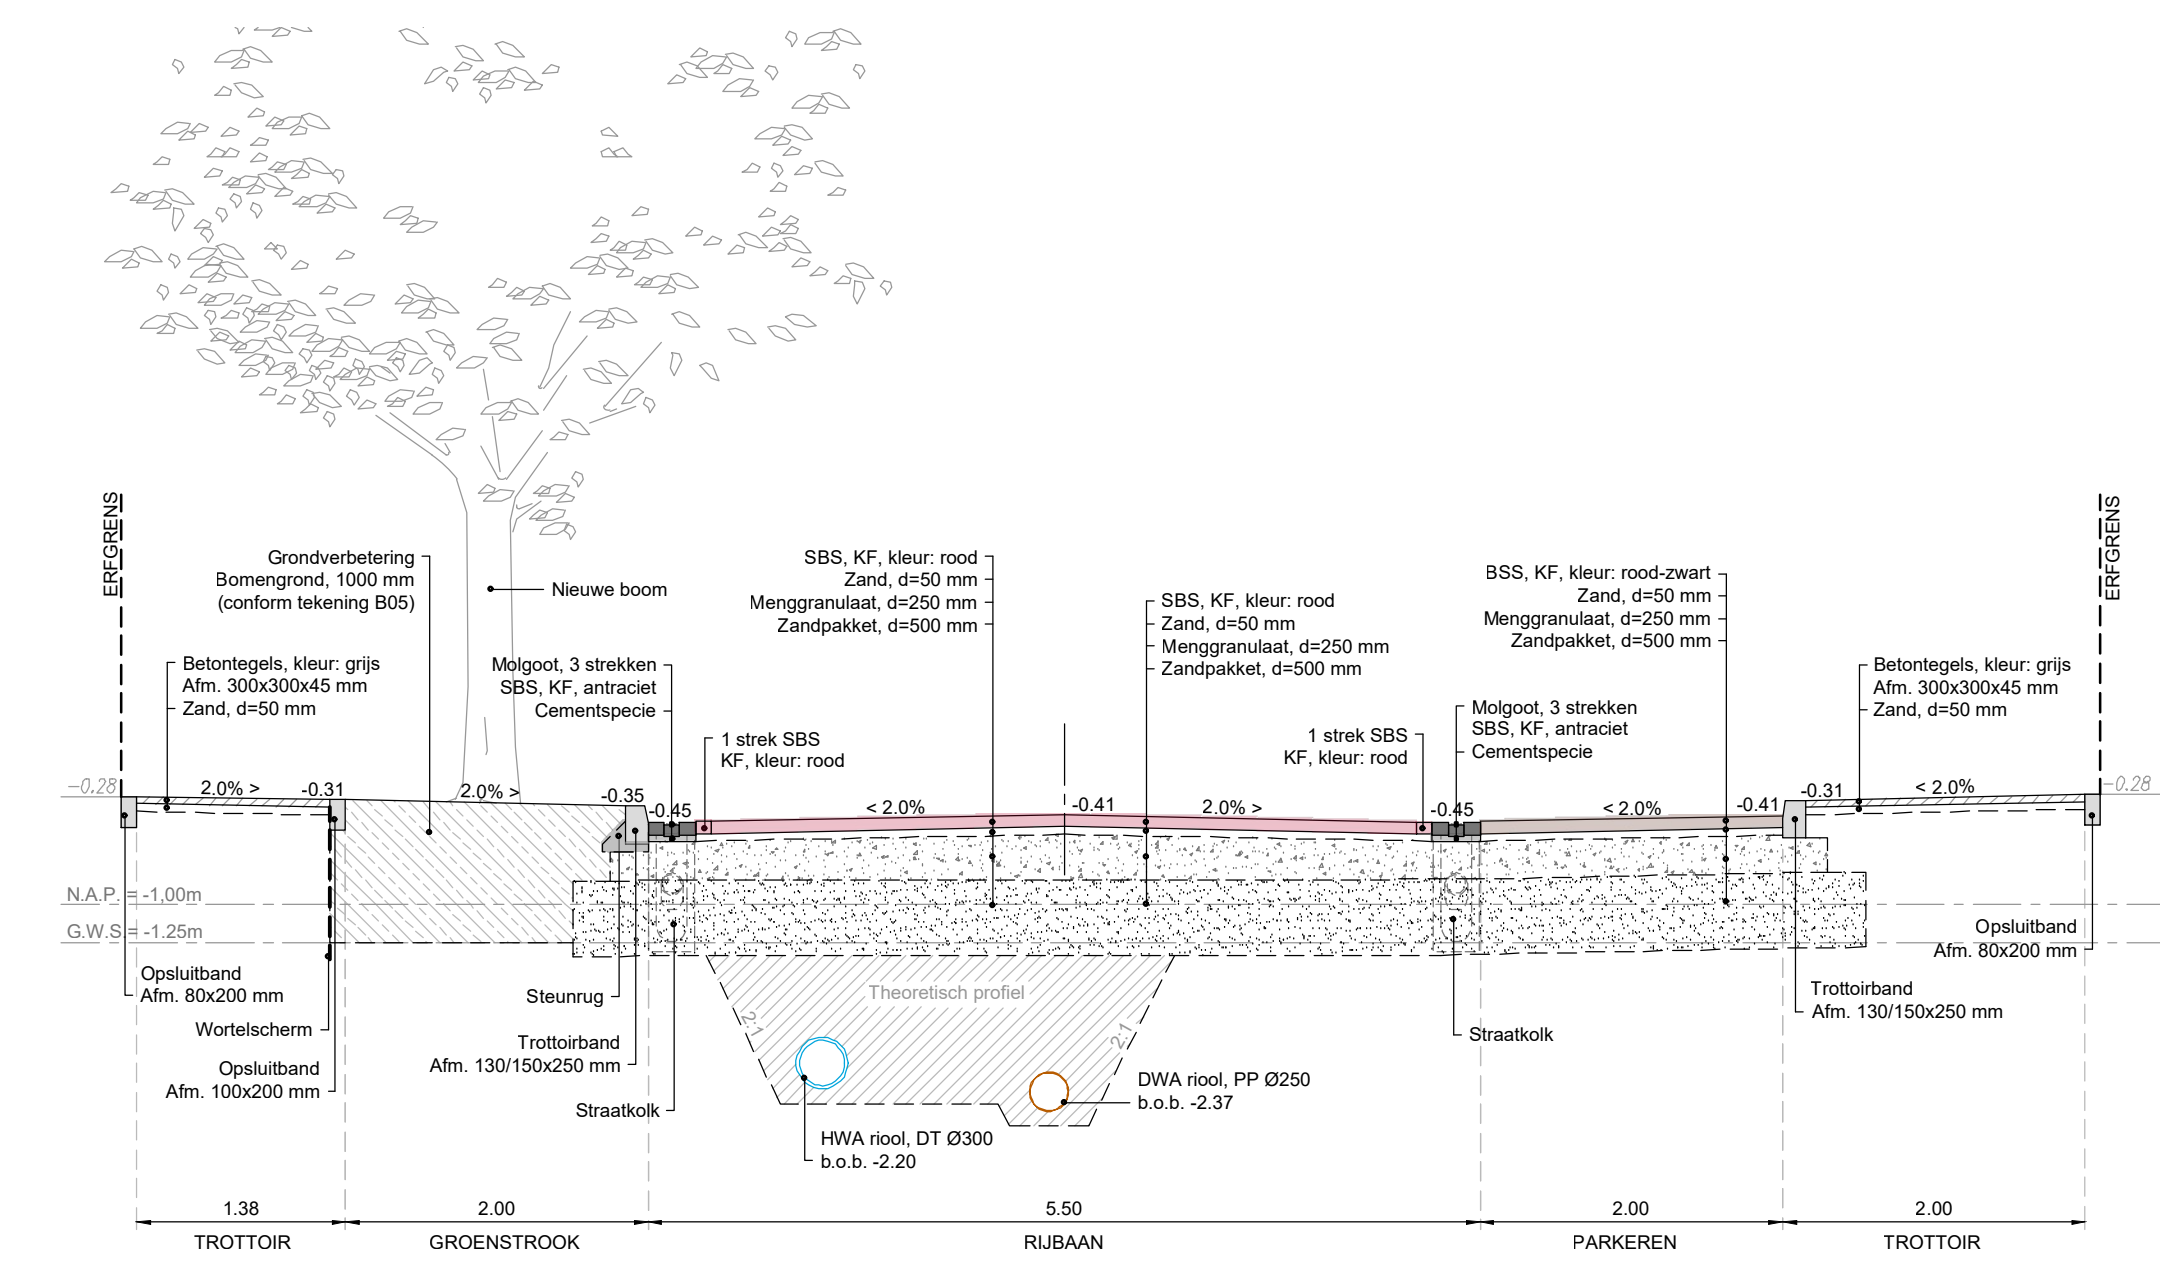 ERFGRENS
ERFGRENS
Grondverbetering
Bomengrond, 1000 mm
(conform tekening B05)
Nieuwe boom
SBS, KF, kleur: rood
Zand, d=50 mm
Menggranulaat, d=250 mm
Zandpakket, d=500 mm
SBS, KF, kleur: rood
Zand, d=50 mm
Menggranulaat, d=250 mm
Zandpakket, d=500 mm
BSS, KF, kleur: rood-zwart
Zand, d=50 mm
Menggranulaat, d=250 mm
Zandpakket, d=500 mm
Betontegels, kleur: grijs
Afm. 300x300x45 mm
Zand, d=50 mm
Molgoot, 3 strekken
SBS, KF, antraciet
Cementspecie
1 strek SBS
KF, kleur: rood
1 strek SBS
KF, kleur: rood
Molgoot, 3 strekken
SBS, KF, antraciet
Cementspecie
Betontegels, kleur: grijs
Afm. 300x300x45 mm
Zand, d=50 mm
-0.28
2.0% >
-0.31
2.0% >
-0.35
-0.45
< 2.0%
-0.41
2.0% >
-0.45
< 2.0%
-0.41
-0.31
< 2.0%
-0.28
N.A.P. = -1,00m
G.W.S = -1.25m
Opsluitband
Afm. 80x200 mm
Wortelscherm
Opsluitband
Afm. 100x200 mm
Steunrug
Trottoirband
Afm. 130/150x250 mm
Straatkolk
Theoretisch profiel
2:1
2:1
HWA riool, DT Ø300
b.o.b. -2.20
DWA riool, PP Ø250
b.o.b. -2.37
Straatkolk
Opsluitband
Afm. 80x200 mm
Trottoirband
Afm. 130/150x250 mm
1.38
2.00
5.50
2.00
2.00
TROTTOIR
GROENSTROOK
RIJBAAN
PARKEREN
TROTTOIR